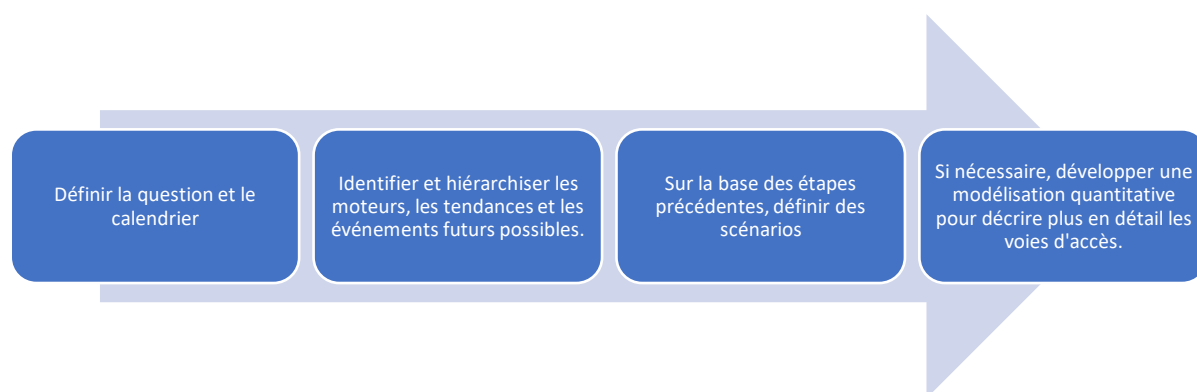 Définir la question et le
calendrier
Identifier et hiérarchiser les
moteurs, les tendances et les
événements futurs possibles.
Sur la base des étapes
précédentes, définir des
scénarios
Si nécessaire, développer une
modélisation quantitative
pour décrire plus en détail les
voies d'accès.